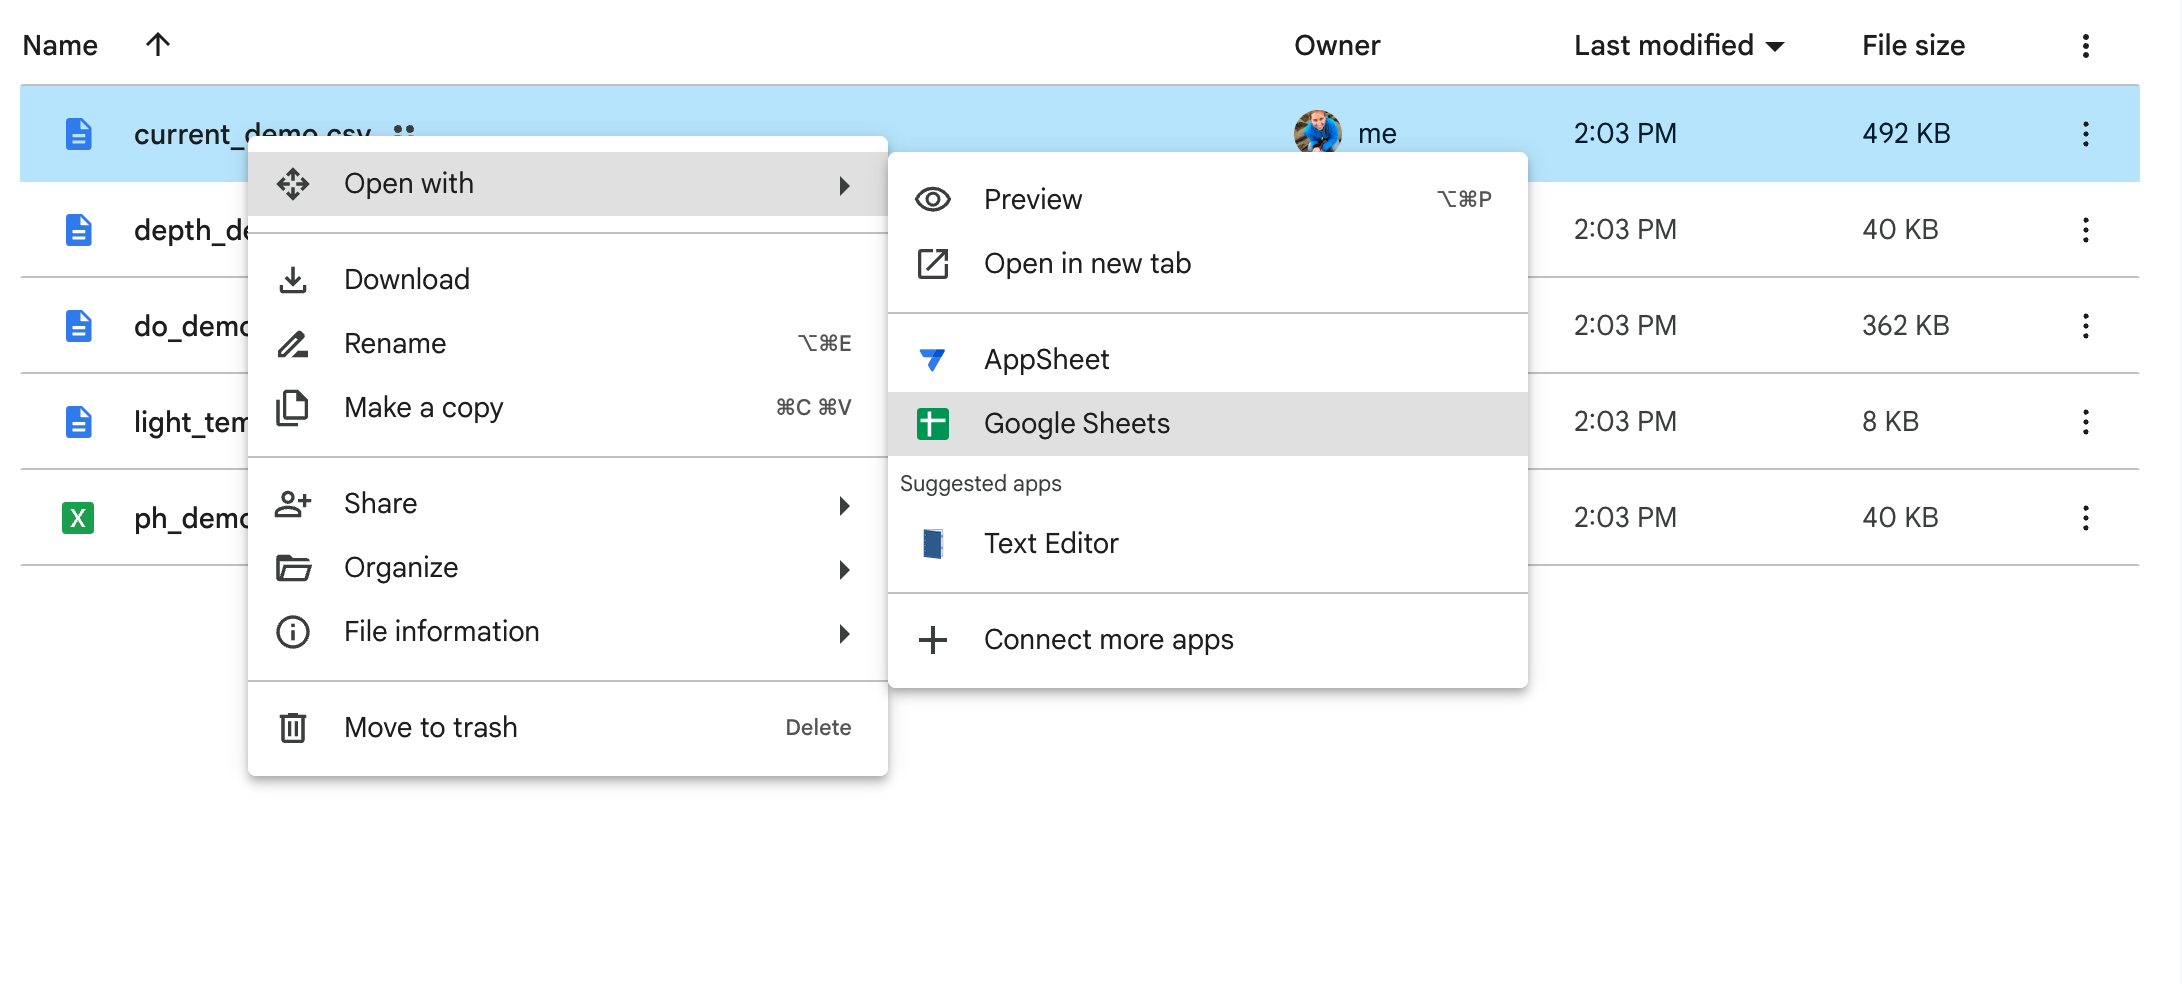 Name Owner Last modified File size
current_demo.csv me 2:03 PM 492 KB
Open with
Preview ⌥⌘P
depth_de 2:03 PM 40 KB
Open in new tab
Download
do_demo 2:03 PM 362 KB
Rename ⌥⌘E
AppSheet
Make a copy ⌘C ⌘V
light_tem 2:03 PM 8 KB
Google Sheets
Suggested apps
Share
ph_demo 2:03 PM 40 KB
Text Editor
Organize
File information
Connect more apps
Move to trash Delete